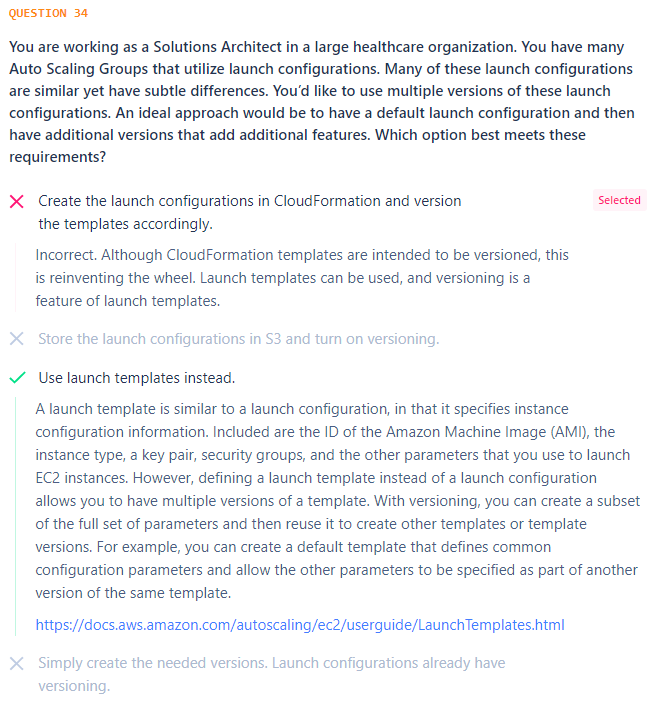 QUESTION 34
You are working as a Solutions Architect in a large healthcare organization. You have many
Auto Scaling Groups that utilize launch configurations. Many of these launch configurations
are similar yet have subtle differences. You'd like to use multiple versions of these launch
configurations. An ideal approach would be to have a default launch configuration and then
have additional versions that add additional features. Which option best meets these
requirements?
Create the launch configurations in CloudFormation and version
the templates accordingly.
Selected
Incorrect. Although CloudFormation templates are intended to be versioned, this
is reinventing the wheel. Launch templates can be used, and versioning is a
feature of launch templates.
Store the launch configurations in S3 and turn on versioning.
Use launch templates instead.
A launch template is similar to a launch configuration, in that it specifies instance
configuration information. Included are the ID of the Amazon Machine Image (AMI), the
instance type, a key pair, security groups, and the other parameters that you use to launch
EC2 instances. However, defining a launch template instead of a launch configuration
allows you to have multiple versions of a template. With versioning, you can create a subset
of the full set of parameters and then reuse it to create other templates or template
versions. For example, you can create a default template that defines common
configuration parameters and allow the other parameters to be specified as part of another
version of the same template.
https://docs.aws.amazon.com/autoscaling/ec2/userguide/LaunchTemplates.html
Simply create the needed versions. Launch configurations already have
versioning.